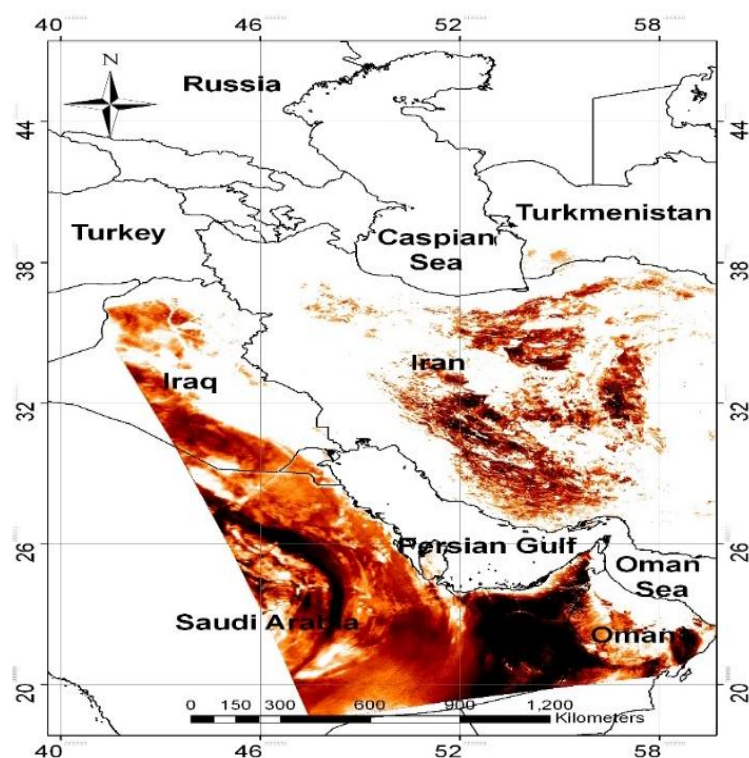 40 46 52 58
N
Russia
44 44
Turkmenistan
Turkey
Caspian
Sea
38 38
Iran
Iraq
32 32
26 26
Persian Gulf
Oman
Sea
Saudi Arabia
Oman
20 20
0 150 300 600 900 1,200
Kilometers
40 46 52 58